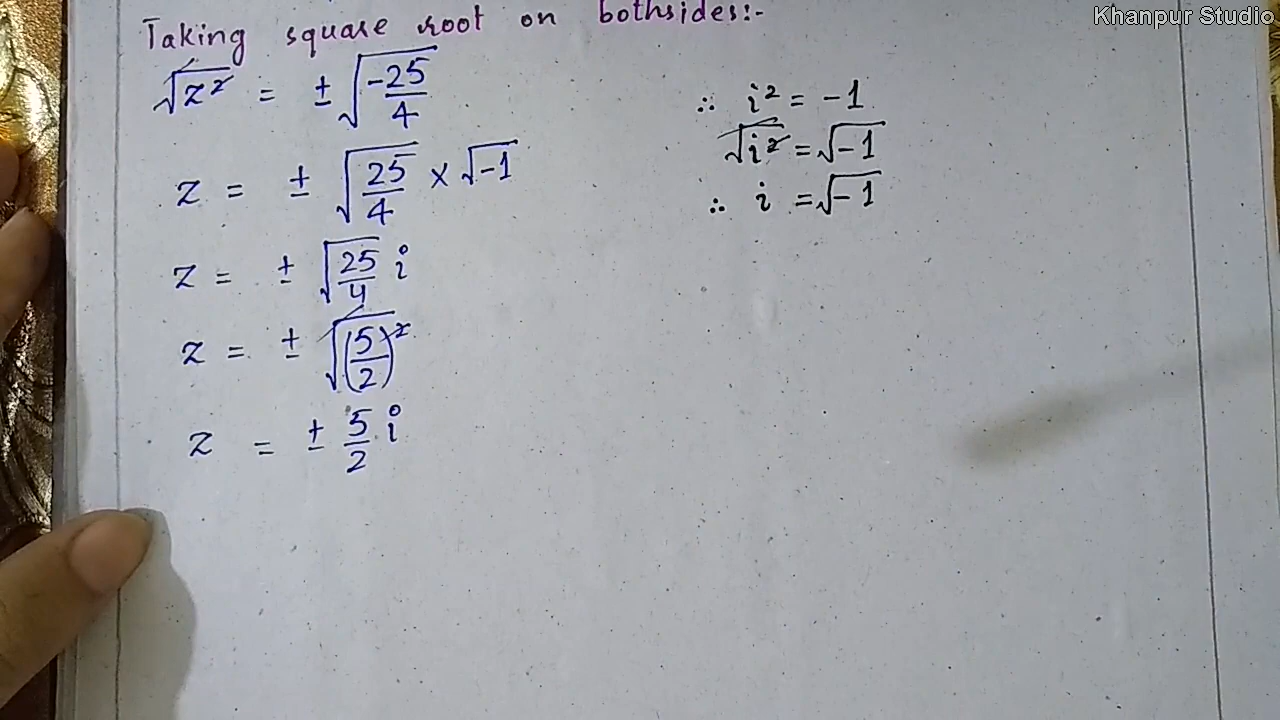 Khanpur Studio
Taking square root on bothsides:-
√z² = ± √(-25/4)
z = ± √(25/4) × √-1
z = ± √(25/4) i
z = ± √(5/2)²
z = ± 5/2 i
∴ i² = -1
√i² = √-1
∴ i = √-1